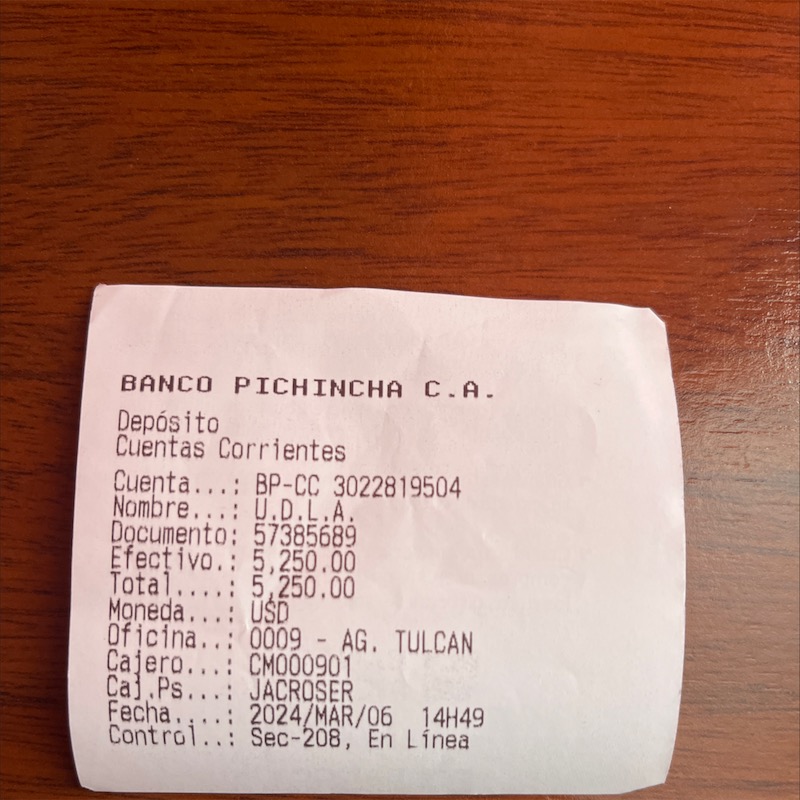 BANCO PICHINCHA C.A.
Depósito
Cuentas Corrientes
Cuenta...: BP-CC 3022819504
Nombre...: U.D.L.A.
Documento: 57385689
Efectivo.: 5,250.00
Total....: 5,250.00
Moneda...: USD
Oficina..: 0009 - AG. TULCAN
Cajero...: CM000901
Caj.Ps...: JACROSER
Fecha....: 2024/MAR/06  14H49
Control..: Sec-208, En Línea